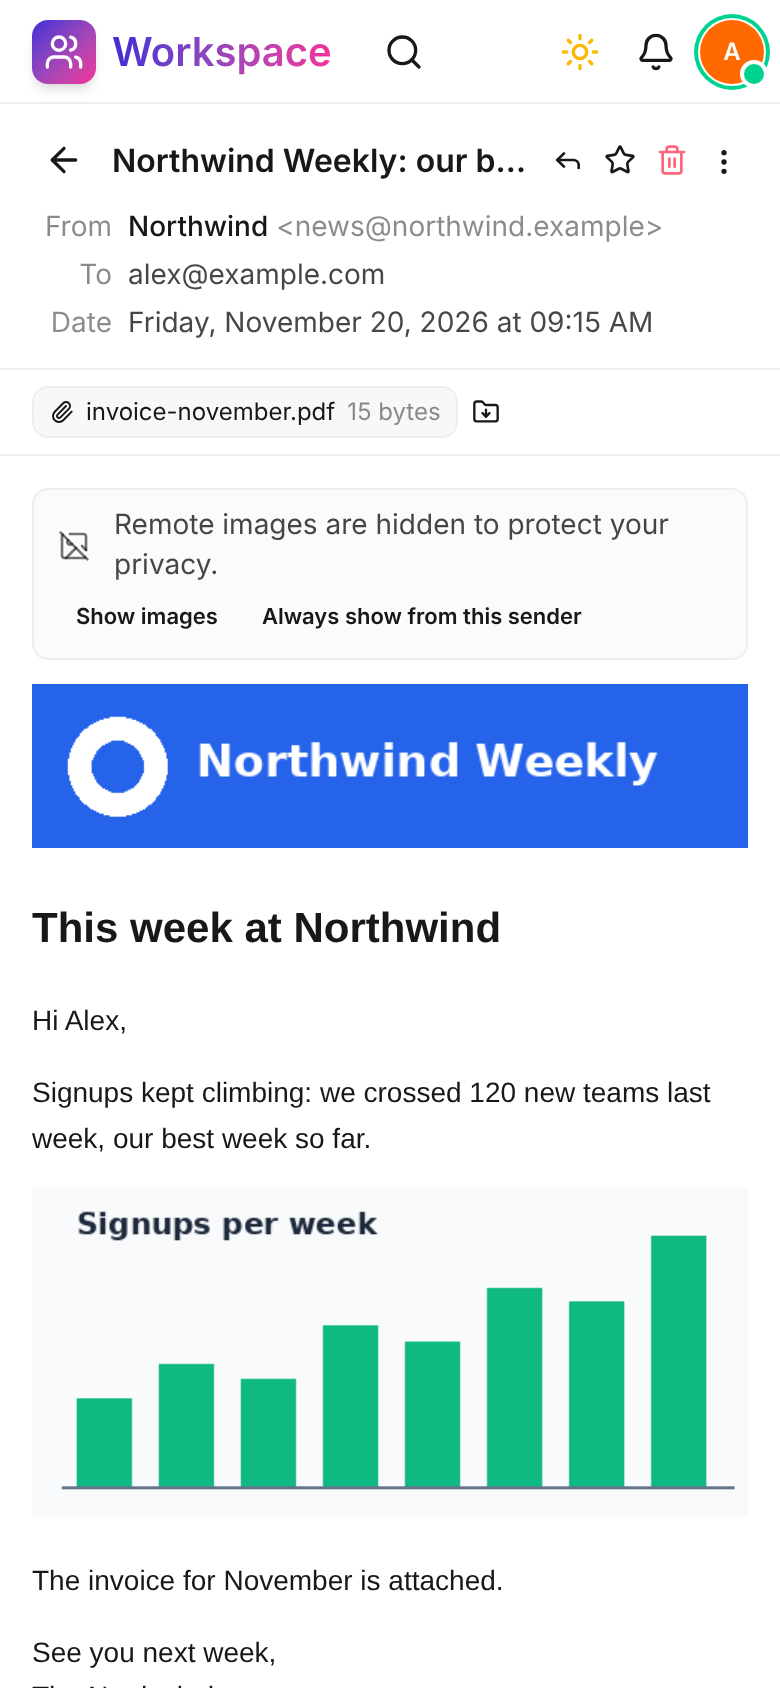 Workspace
A
Northwind Weekly: our b...
From Northwind <news@northwind.example>
To alex@example.com
Date Friday, November 20, 2026 at 09:15 AM
invoice-november.pdf 15 bytes
Remote images are hidden to protect your
privacy.
Show images Always show from this sender
Northwind Weekly
This week at Northwind
Hi Alex,
Signups kept climbing: we crossed 120 new teams last
week, our best week so far.
Signups per week
The invoice for November is attached.
See you next week,